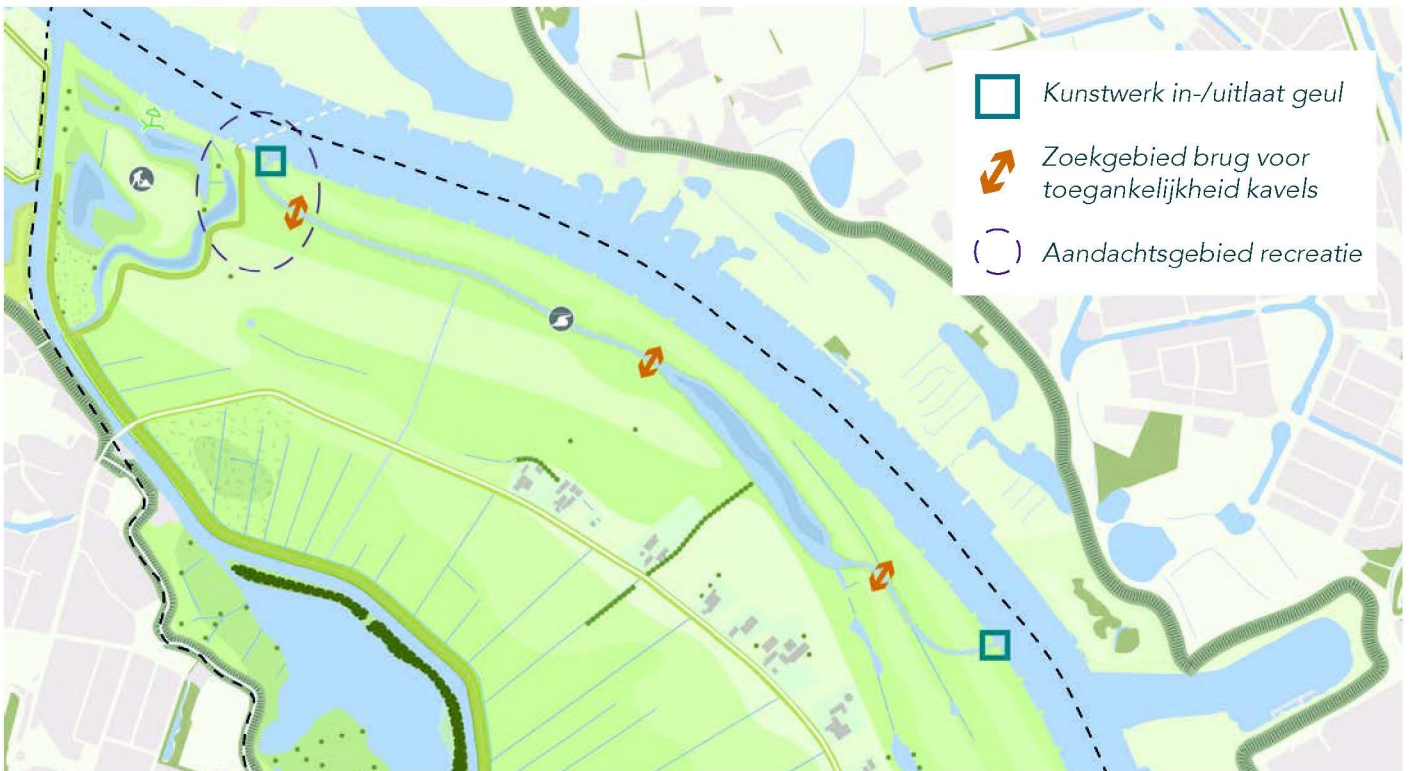 Kunstwerk in-/uitlaat geul
Zoekgebied brug voor
toegankelijkheid kavels
Aandachtsgebied recreatie